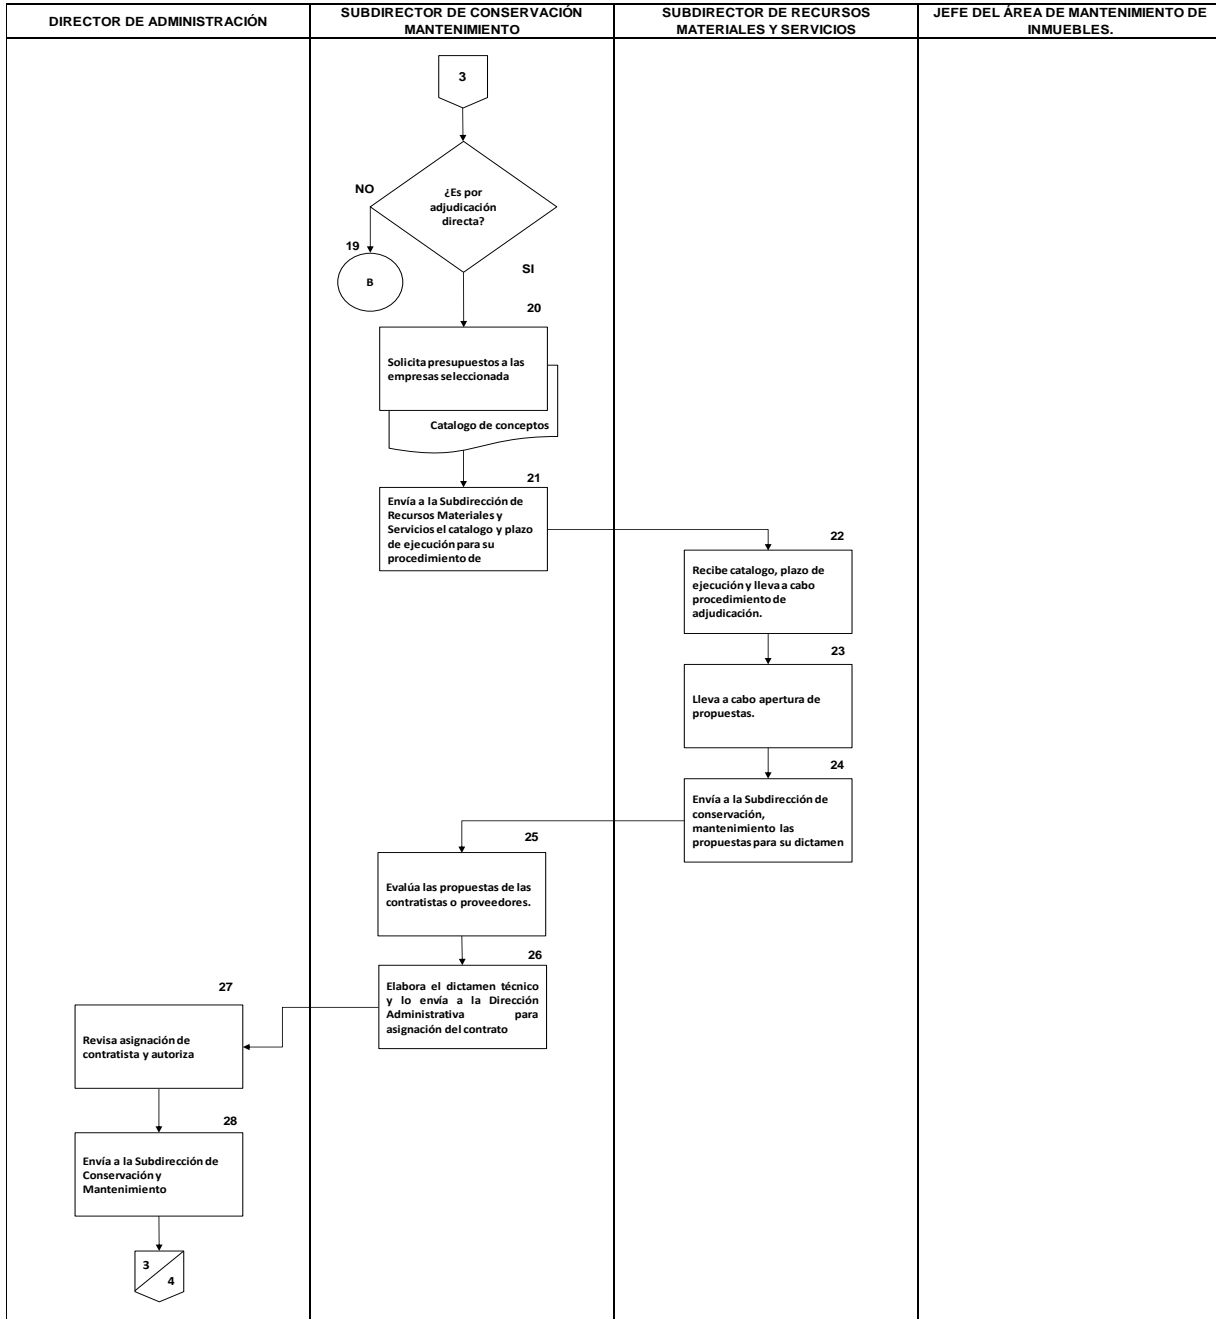 DIRECTOR DE ADMINISTRACIÓN
SUBDIRECTOR DE CONSERVACIÓN
MANTENIMIENTO
SUBDIRECTOR DE RECURSOS
MATERIALES Y SERVICIOS
JEFE DEL ÁREA DE MANTENIMIENTO DE
INMUEBLES.
3
¿Es por
adjudicación
directa?
NO
19
B
SI
20
Solicita presupuestos a las
empresas seleccionada
Catalogo de conceptos
21
Envía a la Subdirección de
Recursos Materiales y
Servicios el catalogo y plazo
de ejecución para su
procedimiento de
22
Recibe catalogo, plazo de
ejecución y lleva a cabo
procedimiento de
adjudicación.
23
Lleva a cabo apertura de
propuestas.
24
Envía a la Subdirección de
conservación,
mantenimiento las
propuestas para su dictamen
25
Evalúa las propuestas de las
contratistas o proveedores.
26
Elabora el dictamen técnico
y lo envía a la Dirección
Administrativa para
asignación del contrato
27
Revisa asignación de
contratista y autoriza
28
Envía a la Subdirección de
Conservación y
Mantenimiento
3
4